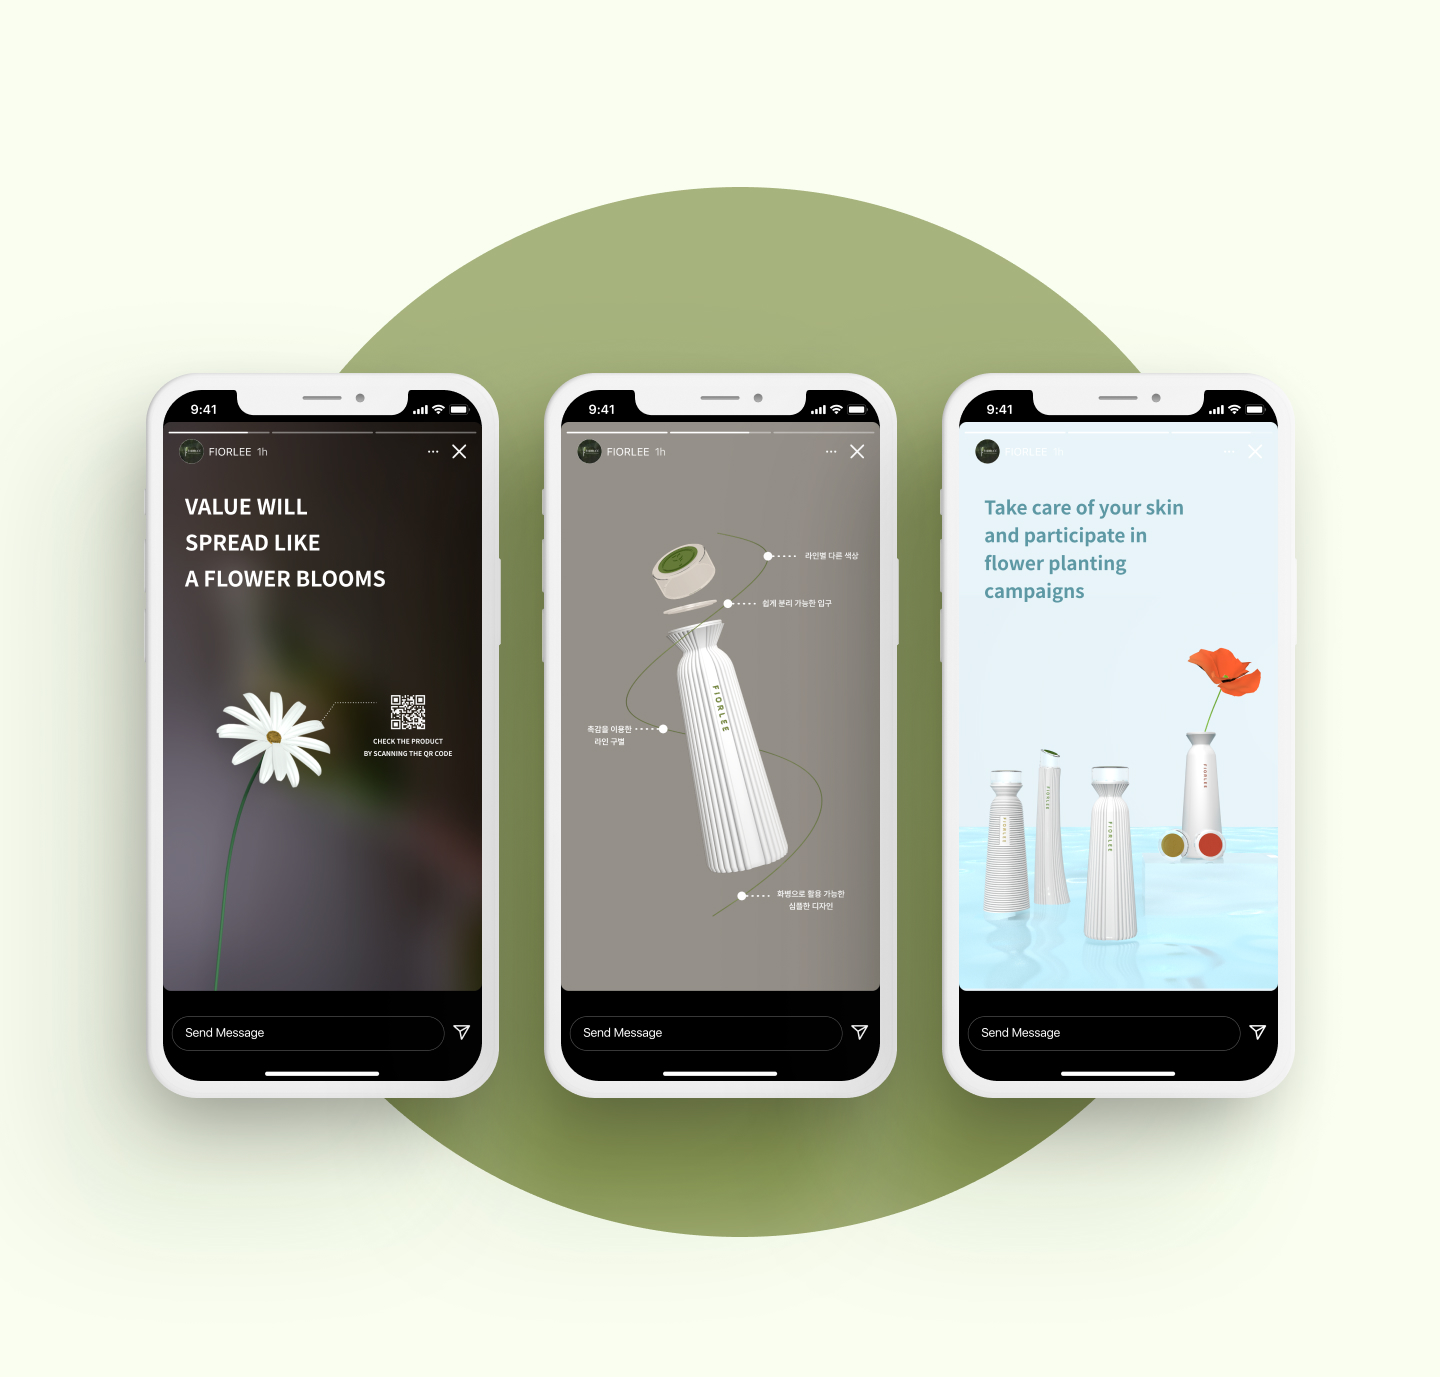 9:41
FIORLEE 1h
VALUE WILL
SPREAD LIKE
A FLOWER BLOOMS
CHECK THE PRODUCT
BY SCANNING THE QR CODE
Send Message
9:41
FIORLEE 1h
라인별 다른 색상
쉽게 분리 가능한 입구
FIORLEE
촉감을 이용한
라인 구별
화병으로 활용 가능한
심플한 디자인
Send Message
9:41
FIORLEE 1h
Take care of your skin
and participate in
flower planting
campaigns
FIORLEE
FIORLEE
FIORLEE
FIORLEE
Send Message